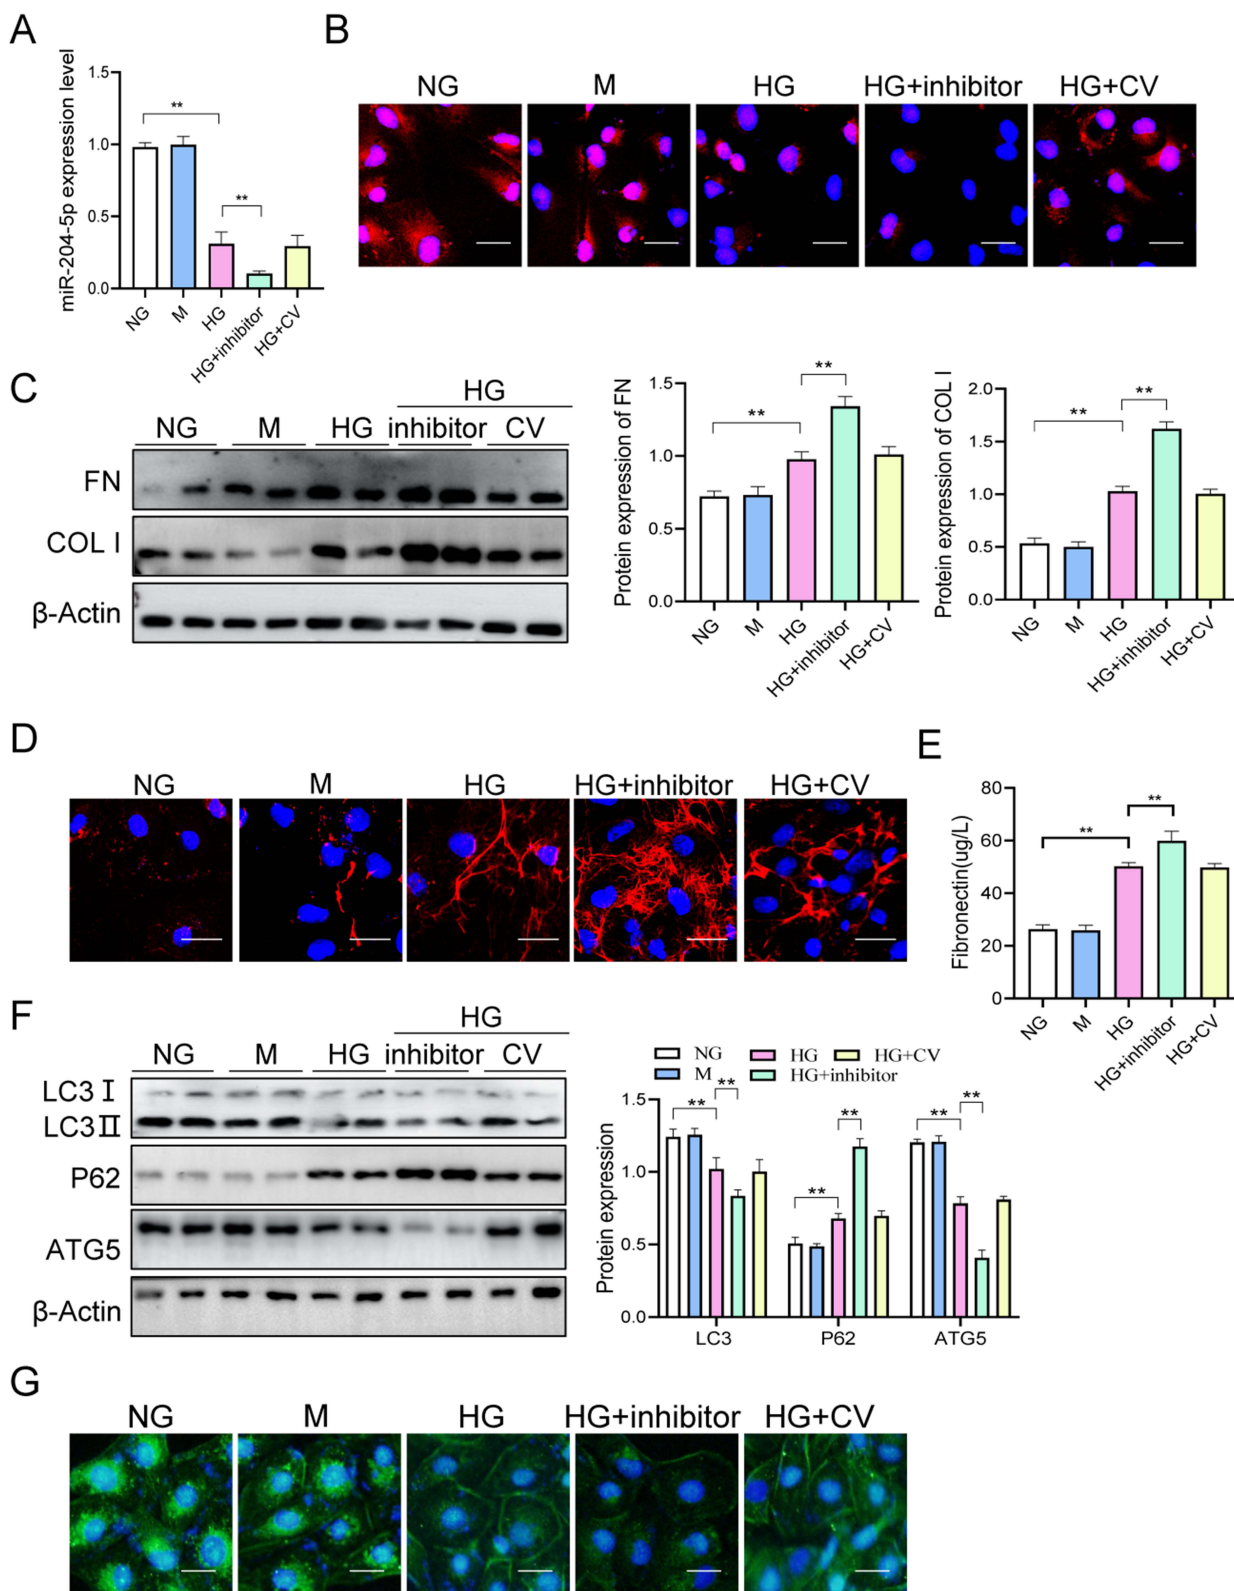 A
miR-204-5p expression level
1.5
1.0
0.5
0.0
**
**
NG
M
HG
HG+inhibitor
HG+CV
B
NG
M
HG
HG+inhibitor
HG+CV
C
HG
NG
M
HG
inhibitor
CV
FN
COL I
β-Actin
Protein expression of FN
1.5
1.0
0.5
0.0
**
**
NG
M
HG
HG+inhibitor
HG+CV
Protein expression of COL I
2.0
1.5
1.0
0.5
0.0
**
**
NG
M
HG
HG+inhibitor
HG+CV
D
NG
M
HG
HG+inhibitor
HG+CV
E
Fibronectin(ug/L)
80
60
40
20
0
**
**
NG
M
HG
HG+inhibitor
HG+CV
F
HG
NG
M
HG
inhibitor
CV
LC3 I
LC3 II
P62
ATG5
β-Actin
NG
HG
HG+CV
M
HG+inhibitor
Protein expression
1.5
1.0
0.5
0.0
**
**
**
**
**
**
LC3
P62
ATG5
G
NG
M
HG
HG+inhibitor
HG+CV